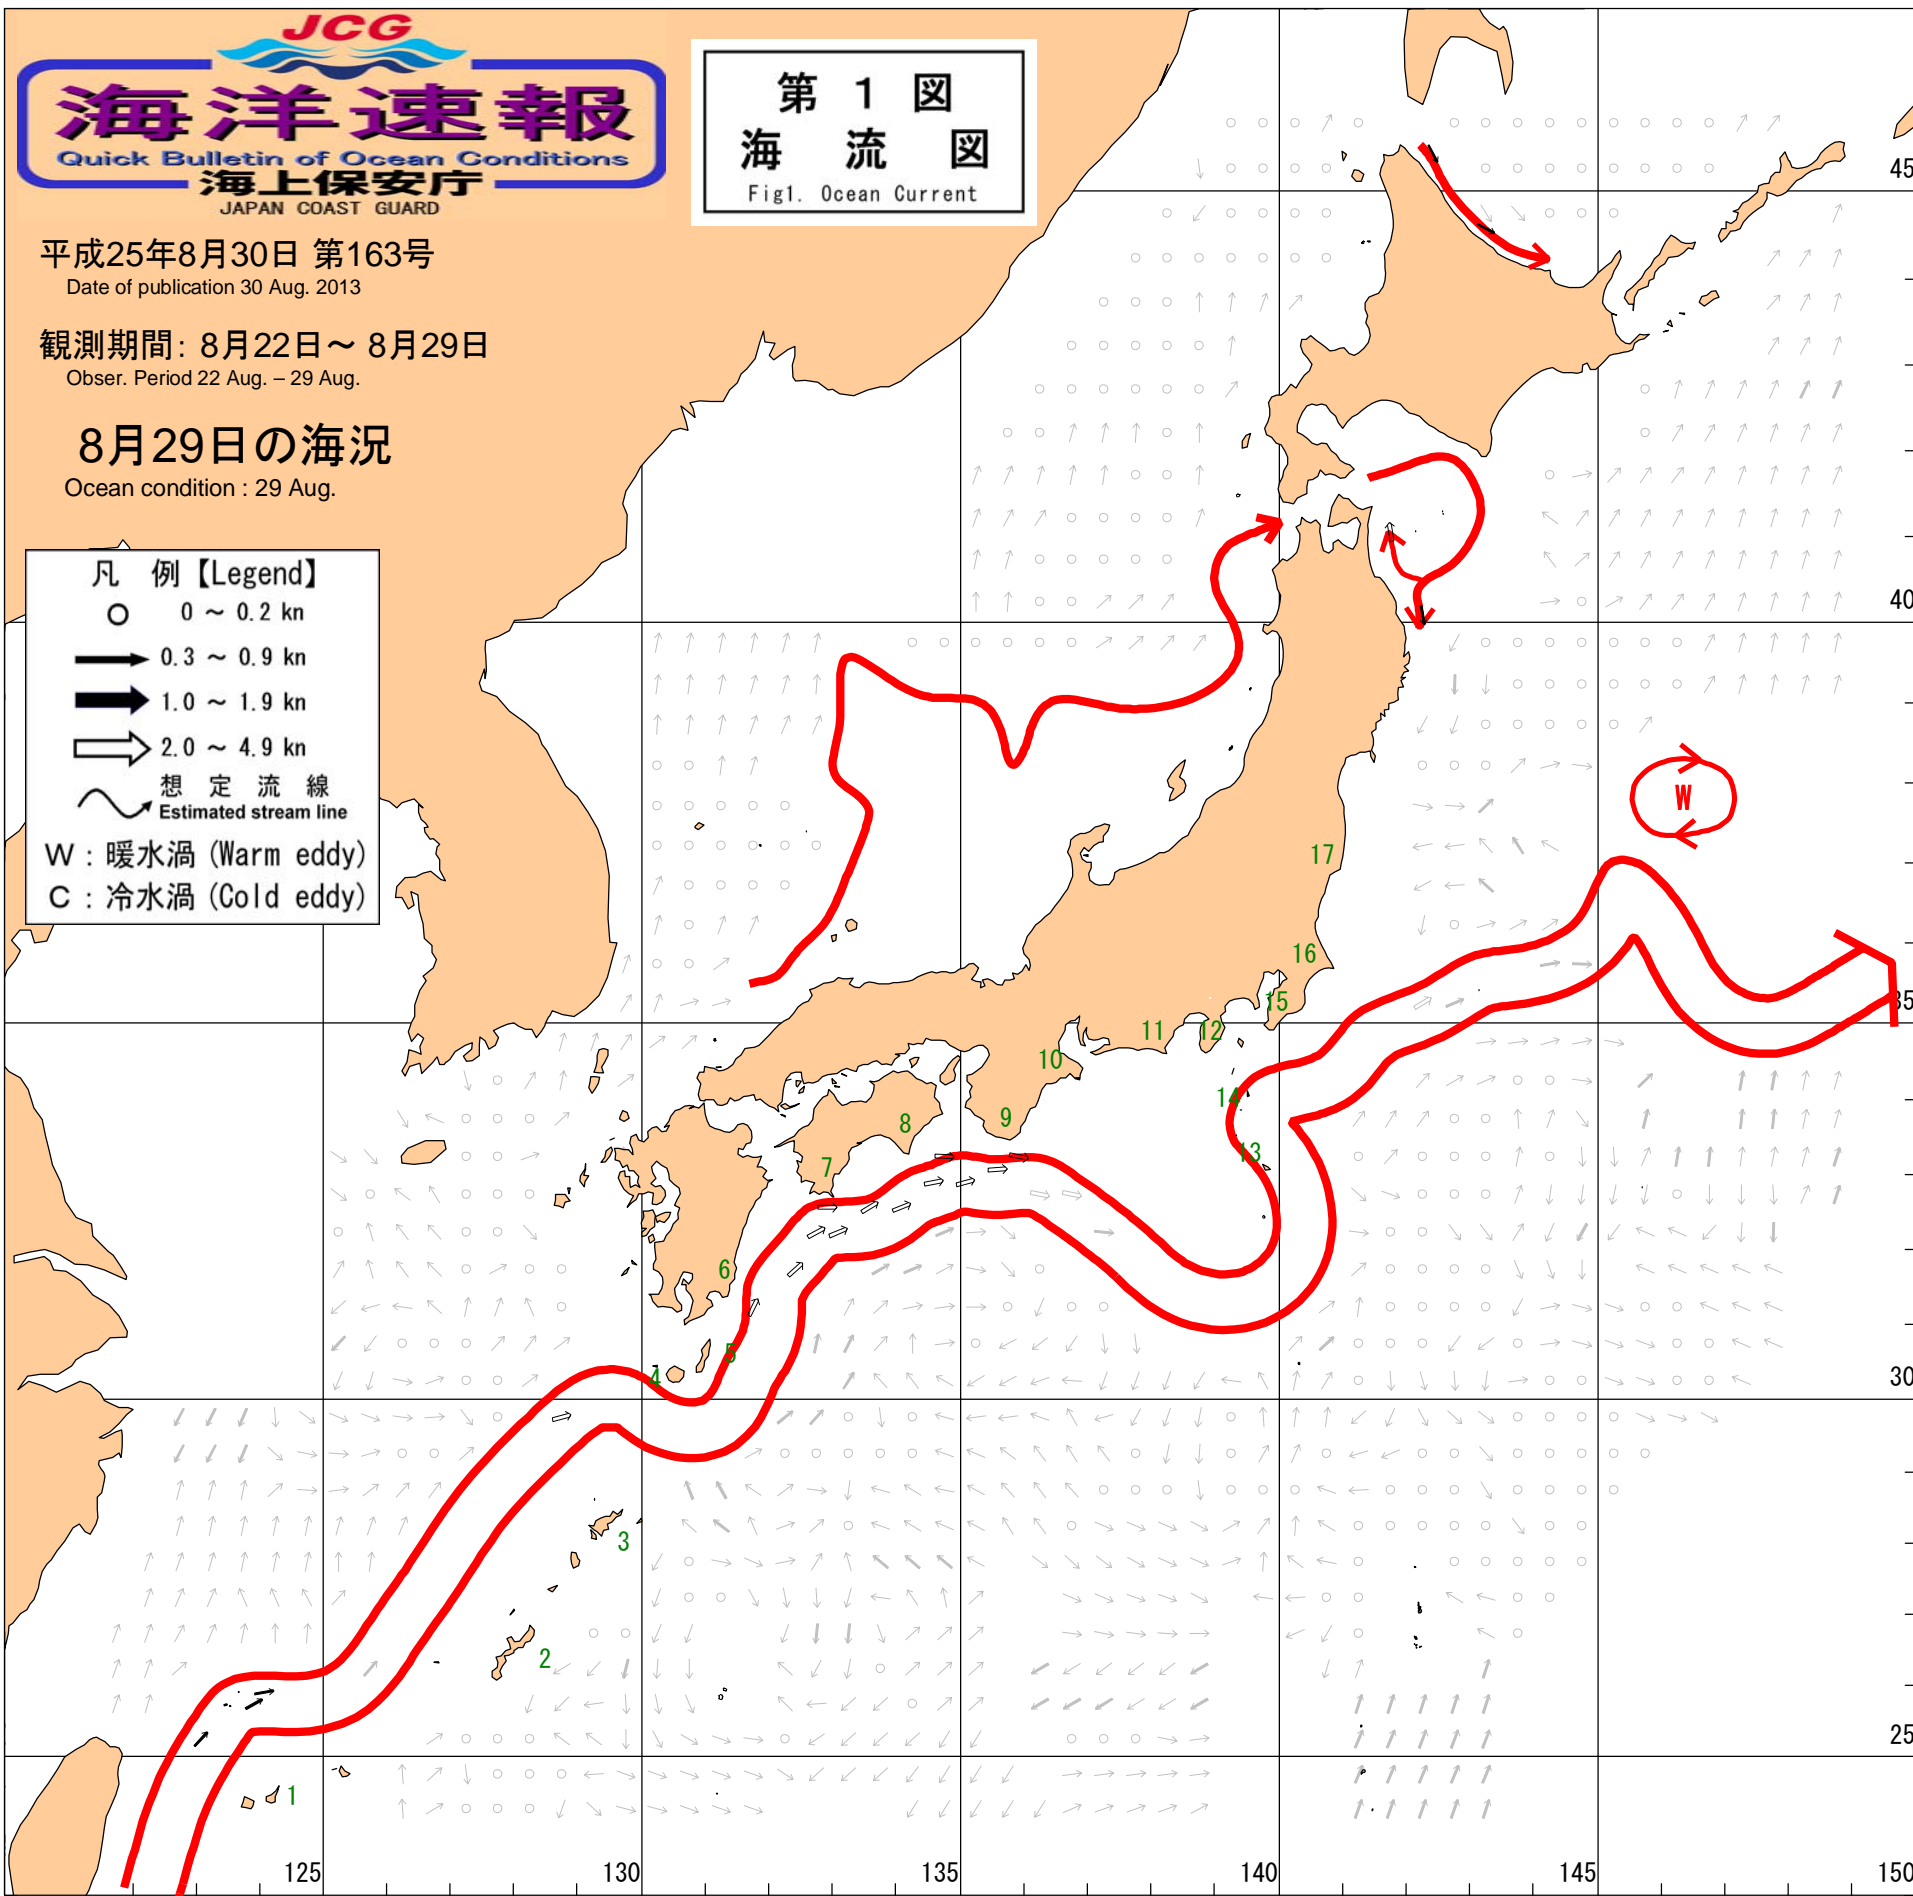 JCG
海洋速報
Quick Bulletin of Ocean Conditions
海上保安庁
JAPAN COAST GUARD
第 1 図
海 流 図
Fig1. Ocean Current
平成25年8月30日 第163号
Date of publication 30 Aug. 2013
観測期間: 8月22日～ 8月29日
Obser. Period 22 Aug. – 29 Aug.
8月29日の海況
Ocean condition : 29 Aug.
凡 例【Legend】
0 ～ 0.2 kn
0.3 ～ 0.9 kn
1.0 ～ 1.9 kn
2.0 ～ 4.9 kn
想 定 流 線
Estimated stream line
W : 暖水渦 (Warm eddy)
C : 冷水渦 (Cold eddy)
45
40
W
17
16
35
15
11
12
10
14
9
8
13
7
6
5
4
30
3
2
25
1
125
130
135
140
145
150